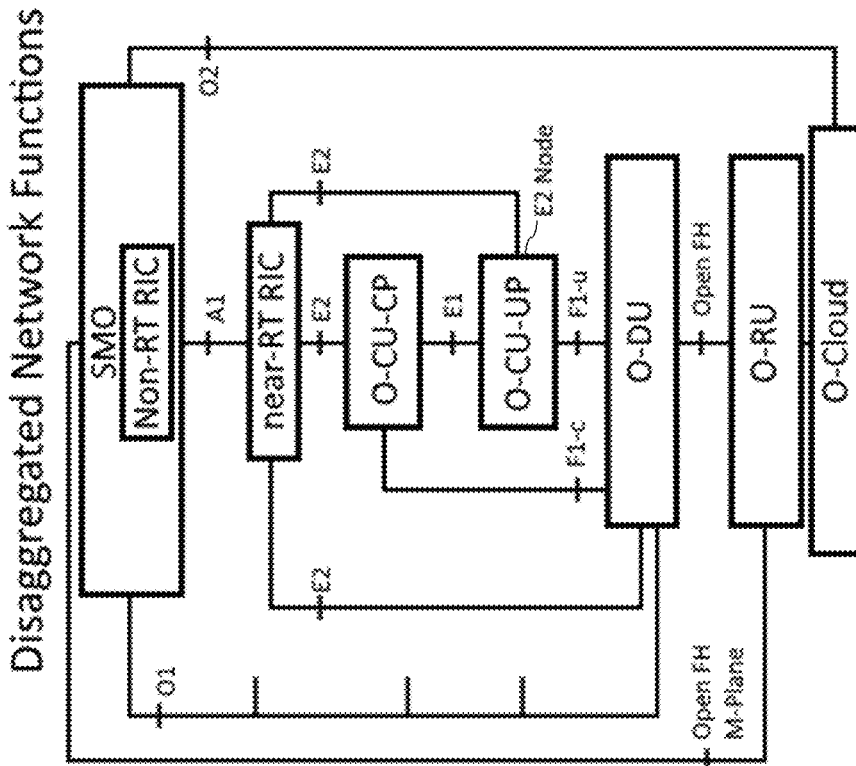 Disaggregated Network Functions
SMO
Non-RT RIC
O2
O1
A1
near-RT RIC
E2
E2
E2
O-CU-CP
E1
O-CU-UP
E2 Node
F1-c
F1-u
O-DU
Open FH
Open FH
M-Plane
O-RU
O-Cloud